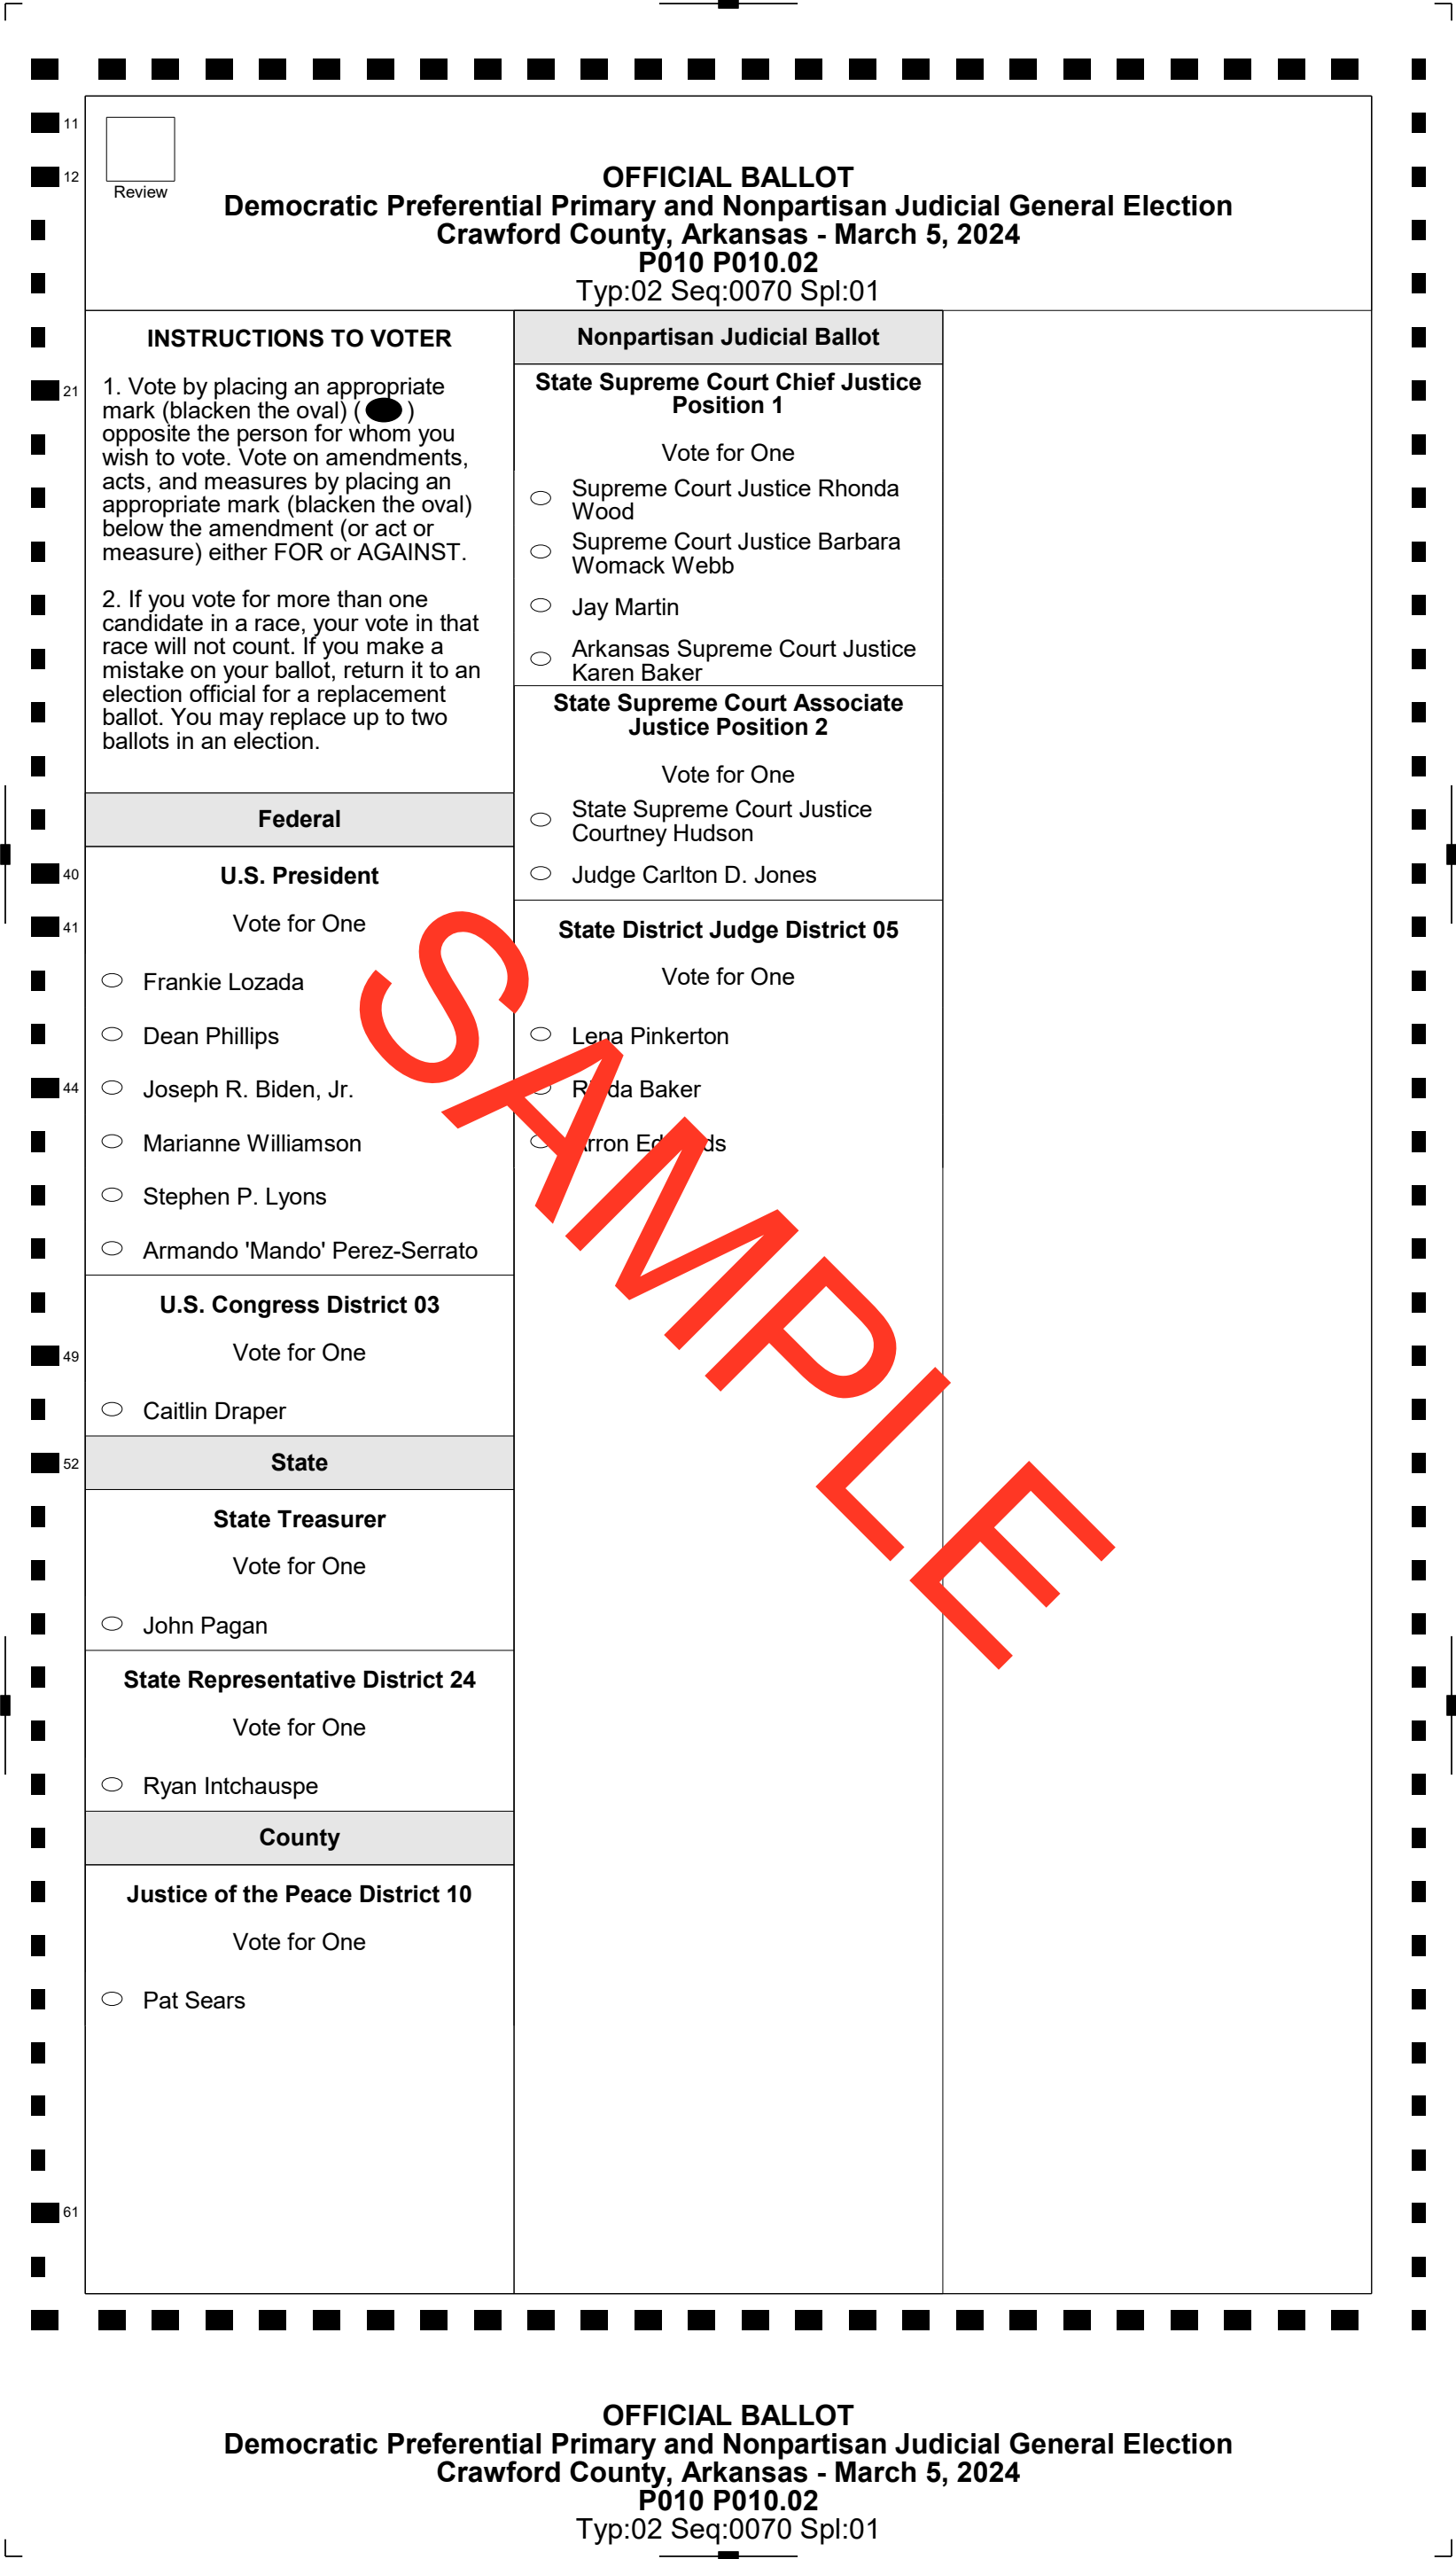 OFFICIAL BALLOT
Democratic Preferential Primary and Nonpartisan Judicial General Election
Crawford County, Arkansas - March 5, 2024
P010 P010.02
Typ:02 Seq:0070 Spl:01
11
12
Review
21
40
41
44
49
52
61
INSTRUCTIONS TO VOTER
1. Vote by placing an appropriate
mark (blacken the oval) ( )
opposite the person for whom you
wish to vote. Vote on amendments,
acts, and measures by placing an
appropriate mark (blacken the oval)
below the amendment (or act or
measure) either FOR or AGAINST.
2. If you vote for more than one
candidate in a race, your vote in that
race will not count. If you make a
mistake on your ballot, return it to an
election official for a replacement
ballot. You may replace up to two
ballots in an election.
Federal
U.S. President
Vote for One
Frankie Lozada
Dean Phillips
Joseph R. Biden, Jr.
Marianne Williamson
Stephen P. Lyons
Armando 'Mando' Perez-Serrato
U.S. Congress District 03
Vote for One
Caitlin Draper
State
State Treasurer
Vote for One
John Pagan
State Representative District 24
Vote for One
Ryan Intchauspe
County
Justice of the Peace District 10
Vote for One
Pat Sears
Nonpartisan Judicial Ballot
State Supreme Court Chief Justice
Position 1
Vote for One
Supreme Court Justice Rhonda
Wood
Supreme Court Justice Barbara
Womack Webb
Jay Martin
Arkansas Supreme Court Justice
Karen Baker
State Supreme Court Associate
Justice Position 2
Vote for One
State Supreme Court Justice
Courtney Hudson
Judge Carlton D. Jones
State District Judge District 05
Vote for One
Lena Pinkerton
Baker
SAMPLE
OFFICIAL BALLOT
Democratic Preferential Primary and Nonpartisan Judicial General Election
Crawford County, Arkansas - March 5, 2024
P010 P010.02
Typ:02 Seq:0070 Spl:01